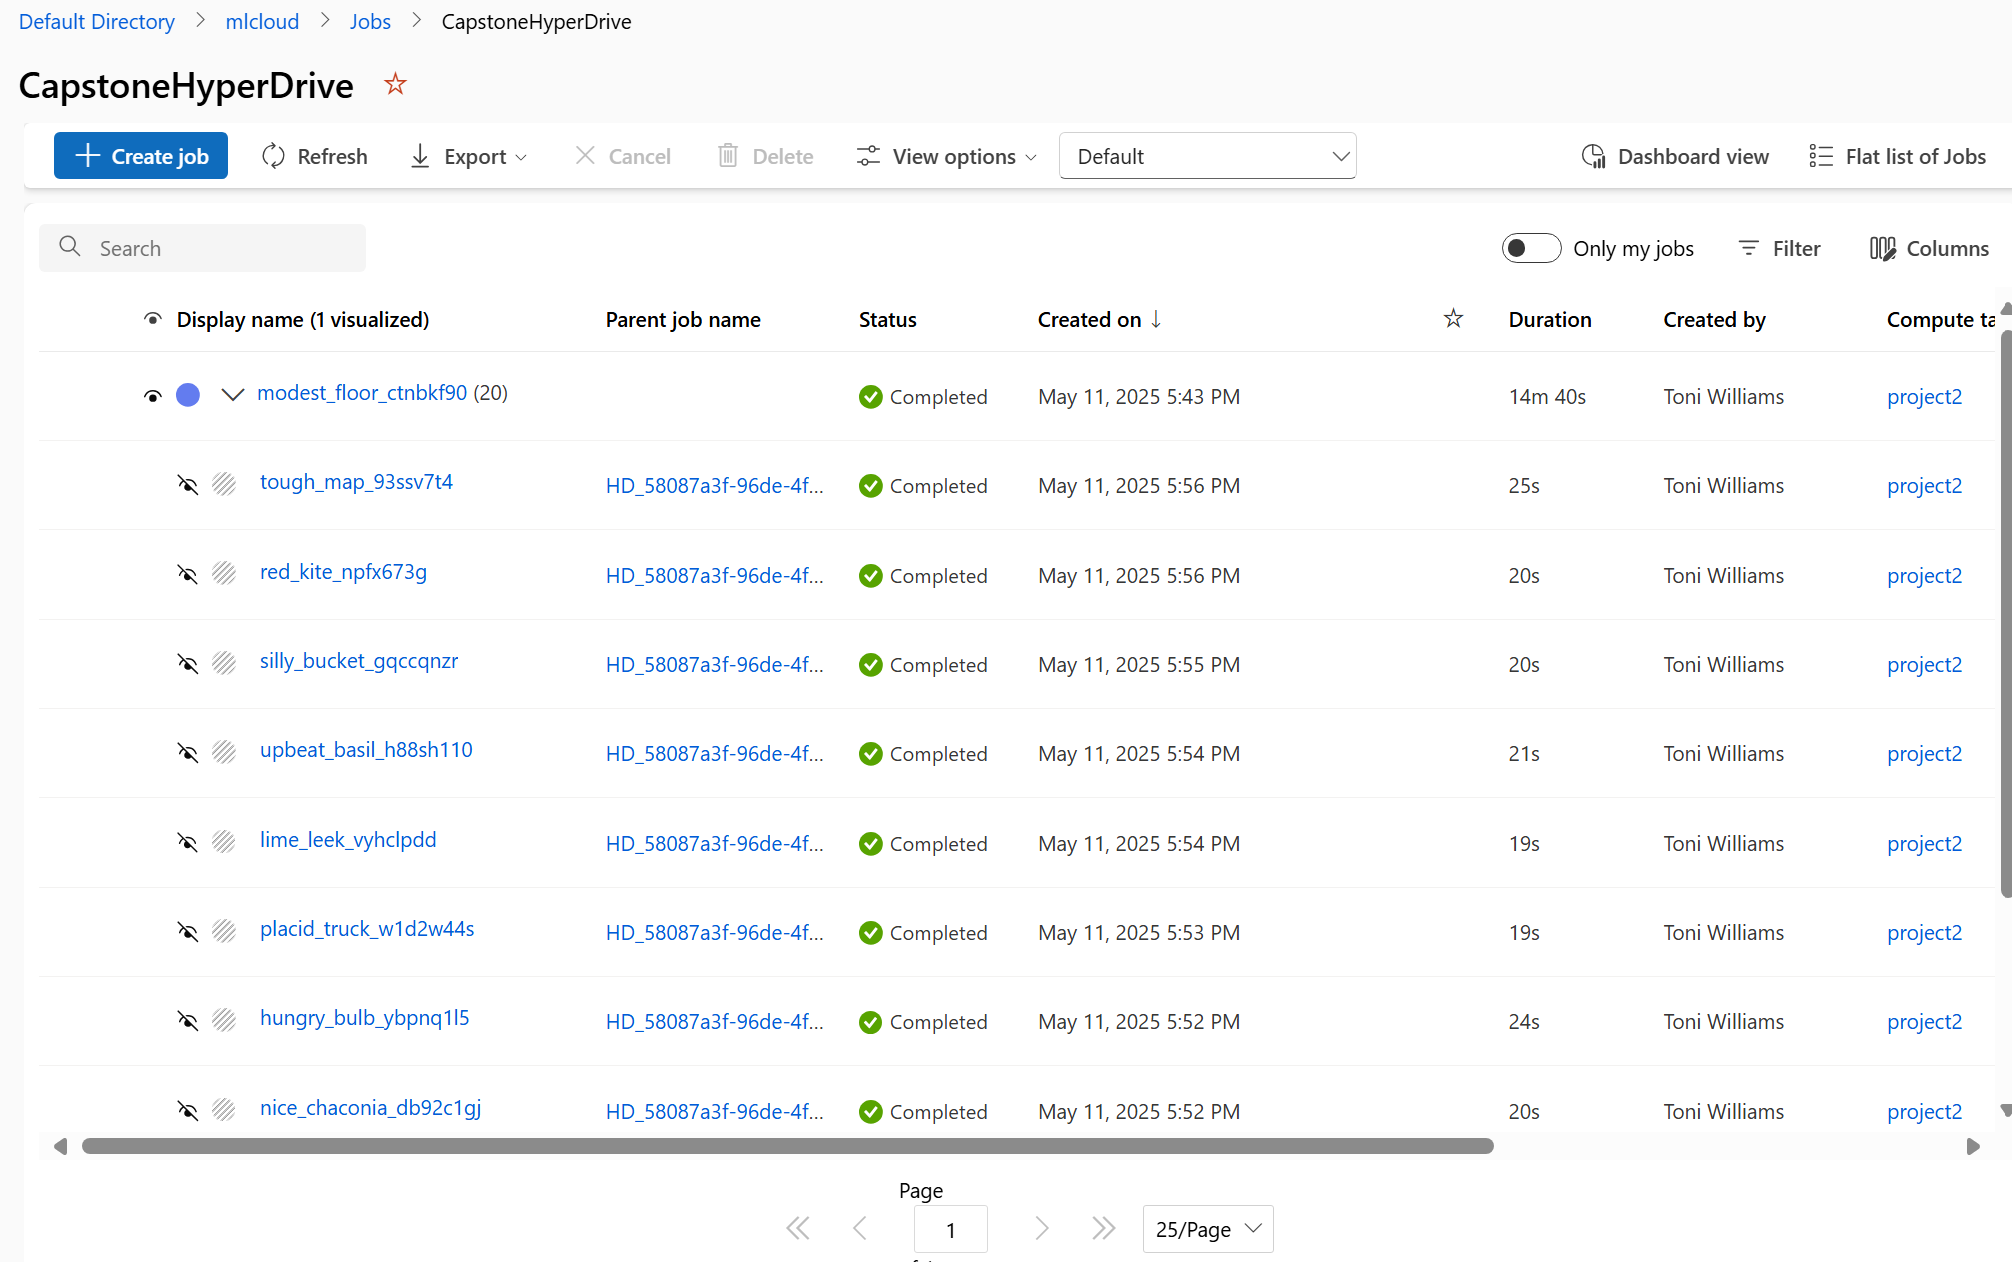 Default Directory > mlcloud > Jobs > CapstoneHyperDrive
CapstoneHyperDrive
Create job Refresh Export Cancel Delete View options Default Dashboard view Flat list of Jobs
Search Only my jobs Filter Columns
Display name (1 visualized) Parent job name Status Created on ↓ Duration Created by Compute ta
modest_floor_ctnbkf90 (20) Completed May 11, 2025 5:43 PM 14m 40s Toni Williams project2
tough_map_93ssv7t4 HD_58087a3f-96de-4f... Completed May 11, 2025 5:56 PM 25s Toni Williams project2
red_kite_npfx673g HD_58087a3f-96de-4f... Completed May 11, 2025 5:56 PM 20s Toni Williams project2
silly_bucket_gqccqnzr HD_58087a3f-96de-4f... Completed May 11, 2025 5:55 PM 20s Toni Williams project2
upbeat_basil_h88sh110 HD_58087a3f-96de-4f... Completed May 11, 2025 5:54 PM 21s Toni Williams project2
lime_leek_vyhclpdd HD_58087a3f-96de-4f... Completed May 11, 2025 5:54 PM 19s Toni Williams project2
placid_truck_w1d2w44s HD_58087a3f-96de-4f... Completed May 11, 2025 5:53 PM 19s Toni Williams project2
hungry_bulb_ybpnq1l5 HD_58087a3f-96de-4f... Completed May 11, 2025 5:52 PM 24s Toni Williams project2
nice_chaconia_db92c1gj HD_58087a3f-96de-4f... Completed May 11, 2025 5:52 PM 20s Toni Williams project2
Page
1 25/Page